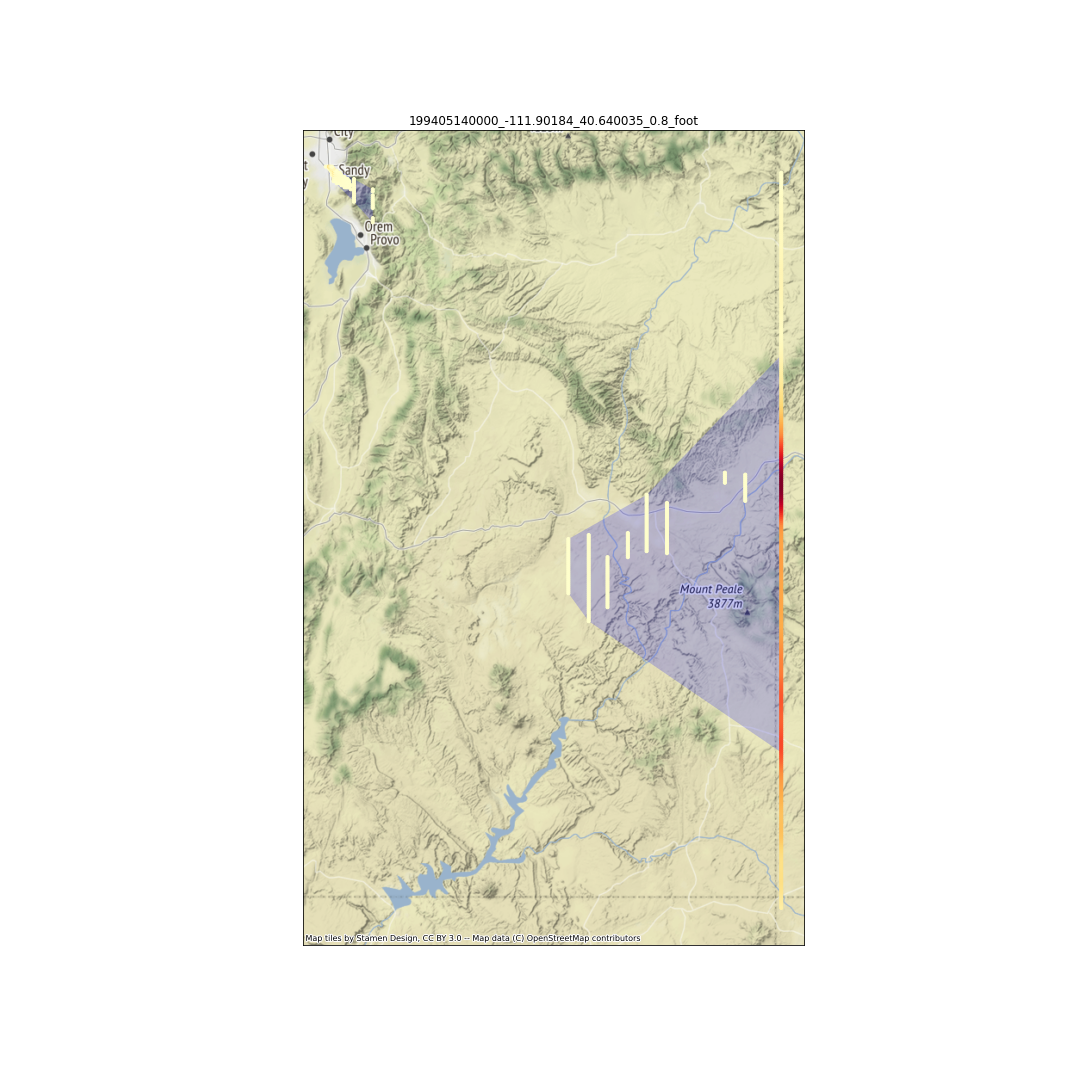 199405140000_-111.90184_40.640035_0.8_foot
City
Sandy
Orem
Provo
Mount Peale
3877m
Map tiles by Stamen Design, CC BY 3.0 -- Map data (C) OpenStreetMap contributors